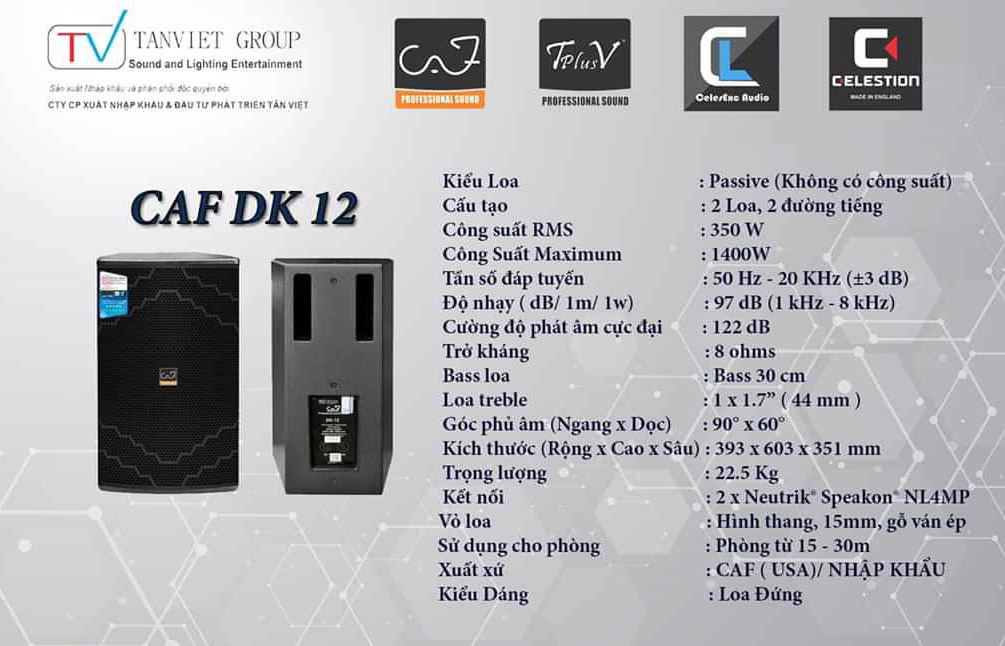 TV TANVIET GROUP
Sound and Lighting Entertainment
Sản xuất Nhập khẩu và phân phối độc quyền bởi
CTY CP XUẤT NHẬP KHẨU & ĐẦU TƯ PHÁT TRIỂN TÂN VIỆT
CAF
PROFESSIONAL SOUND
TPlusV
PROFESSIONAL SOUND
CL
CelesEnc Audio
CELESTION
MADE IN ENGLAND
CAF DK 12
Kiểu Loa : Passive (Không có công suất)
Cấu tạo : 2 Loa, 2 đường tiếng
Công suất RMS : 350 W
Công Suất Maximum : 1400W
Tần số đáp tuyến : 50 Hz - 20 KHz (±3 dB)
Độ nhạy ( dB/ 1m/ 1w) : 97 dB (1 kHz - 8 kHz)
Cường độ phát âm cực đại : 122 dB
Trở kháng : 8 ohms
Bass loa : Bass 30 cm
Loa treble : 1 x 1.7” ( 44 mm )
Góc phủ âm (Ngang x Dọc) : 90° x 60°
Kích thước (Rộng x Cao x Sâu) : 393 x 603 x 351 mm
Trọng lượng : 22.5 Kg
Kết nối : 2 x Neutrik® Speakon® NL4MP
Vỏ loa : Hình thang, 15mm, gỗ ván ép
Sử dụng cho phòng : Phòng từ 15 - 30m
Xuất xứ : CAF ( USA)/ NHẬP KHẨU
Kiểu Dáng : Loa Đứng
CAF
DK-12